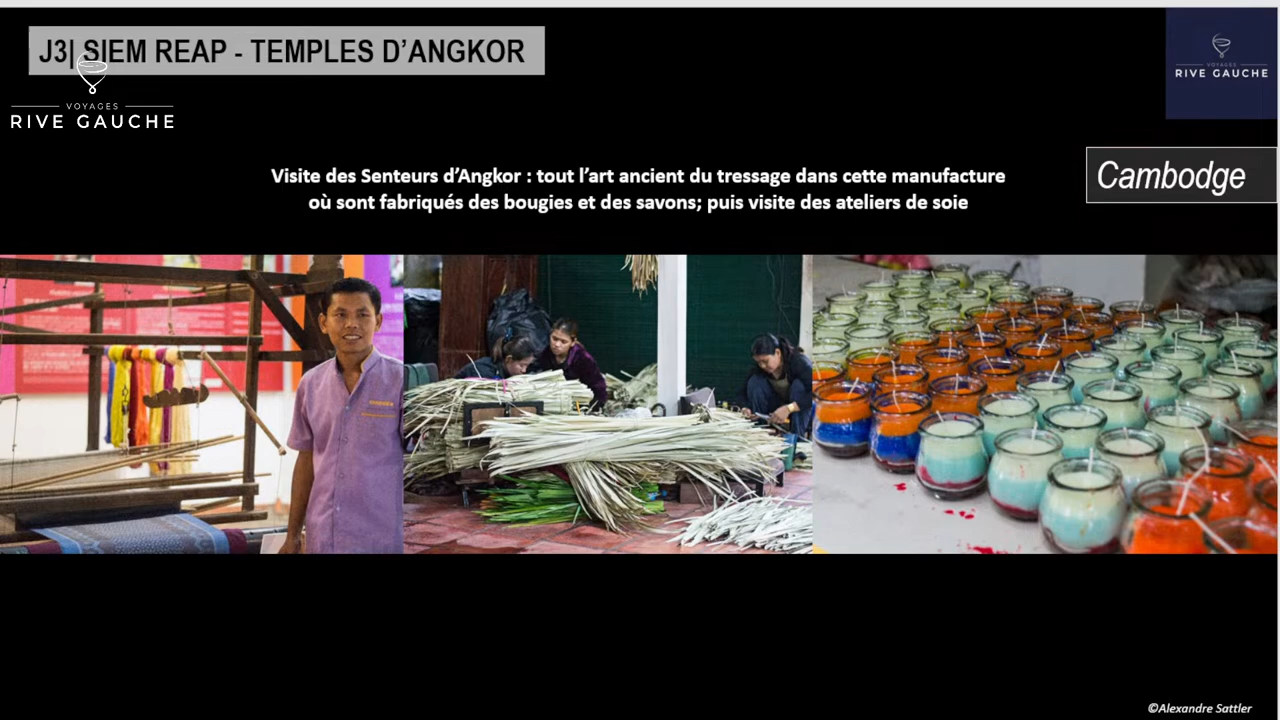 J3| SIEM REAP - TEMPLES D’ANGKOR
VOYAGES
RIVE GAUCHE
VOYAGES
RIVE GAUCHE
Cambodge
Visite des Senteurs d’Angkor : tout l’art ancien du tressage dans cette manufacture
où sont fabriqués des bougies et des savons; puis visite des ateliers de soie
©Alexandre Sattler